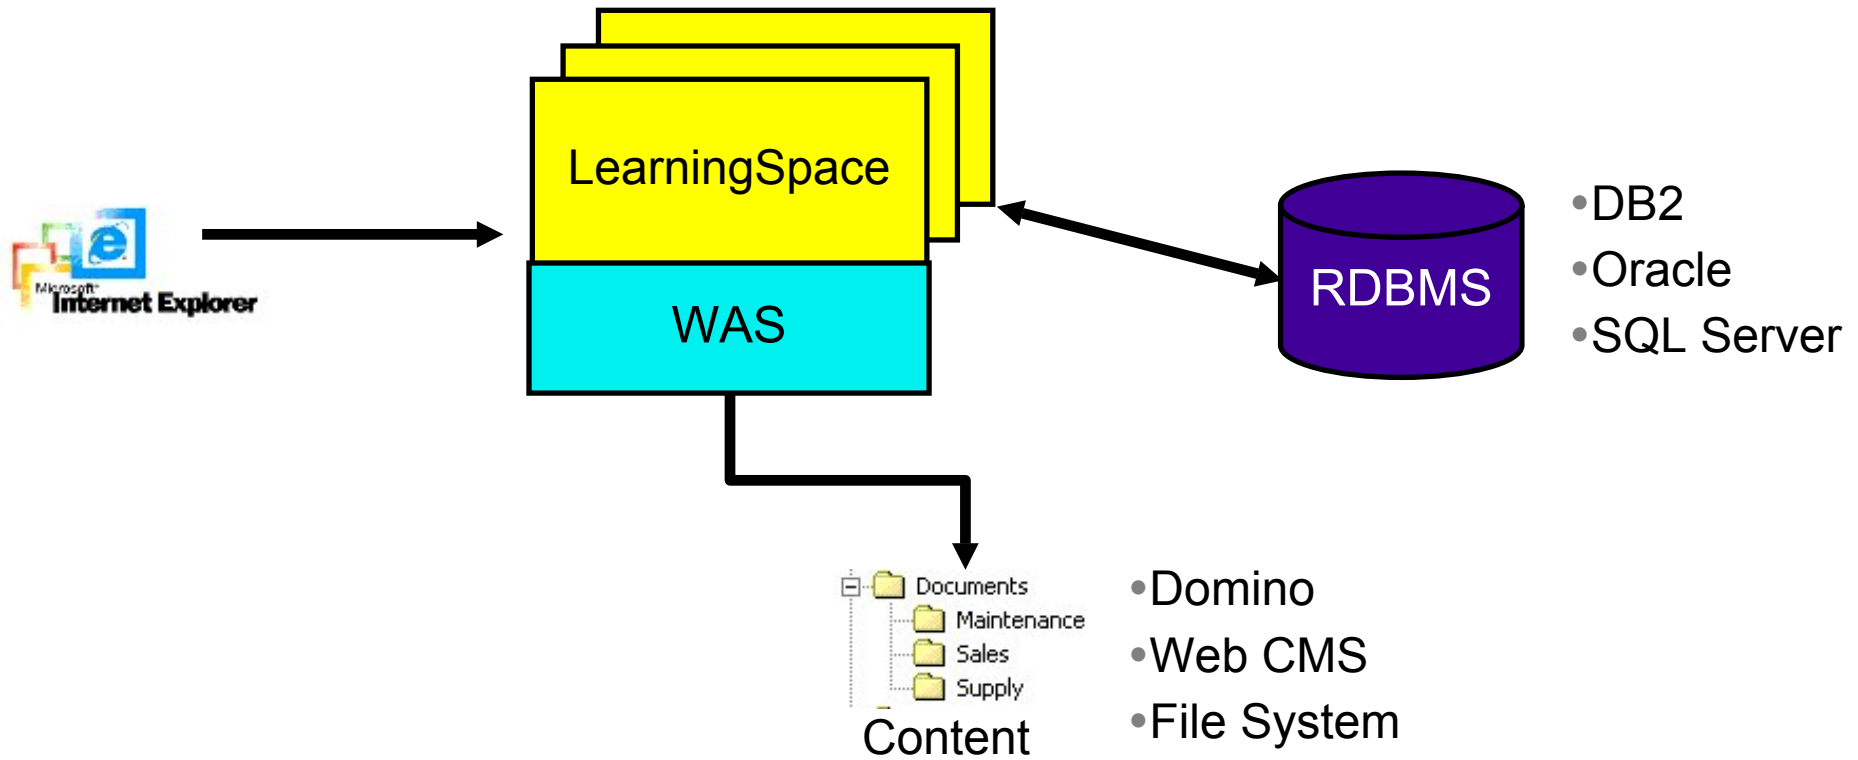 LearningSpace
WAS
Microsoft
Internet Explorer
RDBMS
•DB2
•Oracle
•SQL Server
Documents
Maintenance
Sales
Supply
Content
•Domino
•Web CMS
•File System